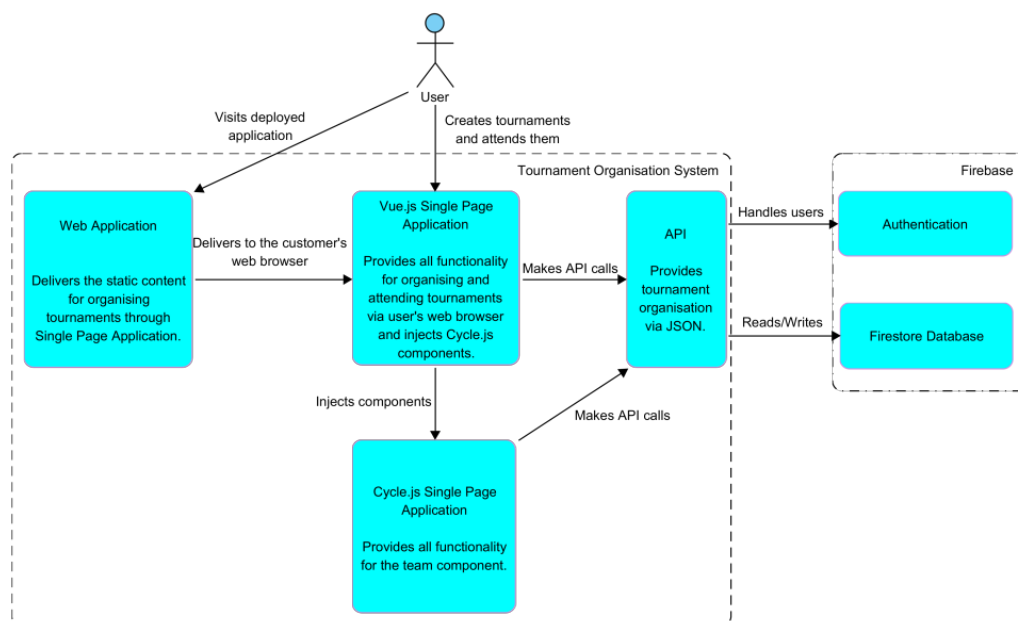 User
Visits deployed
application
Creates tournaments
and attends them
Tournament Organisation System
Firebase
Web Application
Delivers the static content
for organising
tournaments through
Single Page Application.
Delivers to the customer's
web browser
Vue.js Single Page
Application
Provides all functionality
for organising and
attending tournaments
via user's web browser
and injects Cycle.js
components.
Makes API calls
API
Provides
tournament
organisation
via JSON.
Handles users
Authentication
Reads/Writes
Firestore Database
Injects components
Makes API calls
Cycle.js Single Page
Application
Provides all functionality
for the team component.